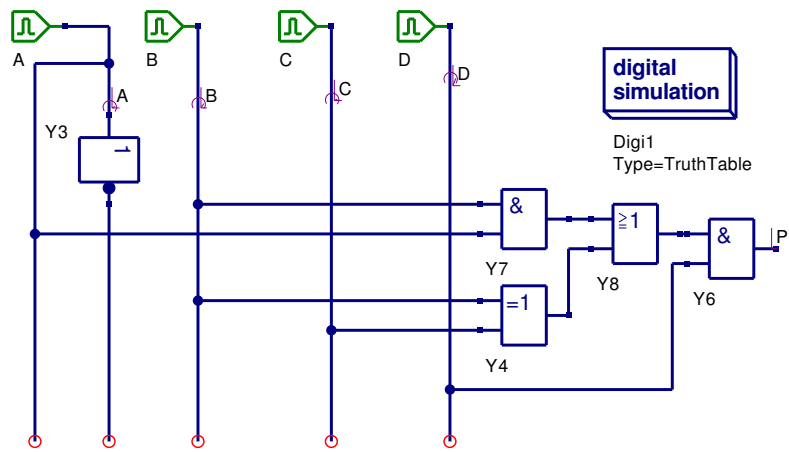 A
B
C
D
A
B
C
D
digital
simulation
Digi1
Type=TruthTable
Y3
1
&
Y7
≧1
Y8
&
Y6
P
=1
Y4